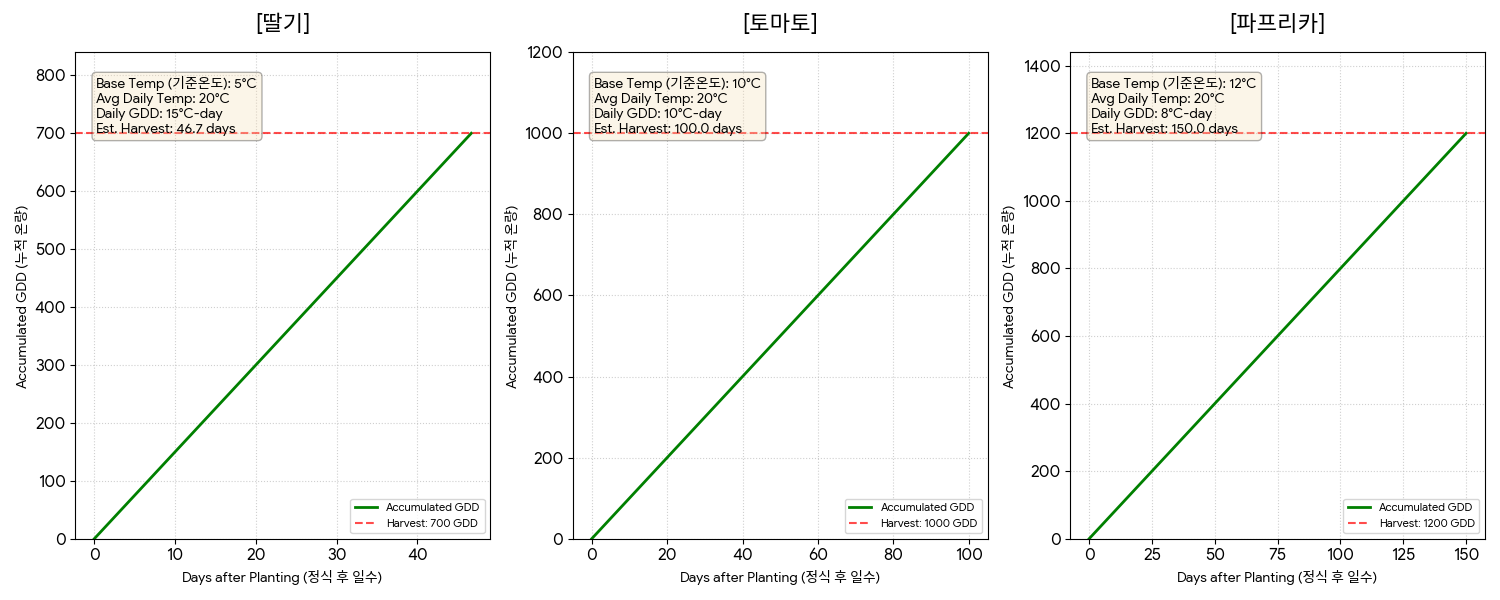 [딸기]
Base Temp (기준온도): 5°C
Avg Daily Temp: 20°C
Daily GDD: 15°C-day
Est. Harvest: 46.7 days
Accumulated GDD (누적 온량)
800
700
600
500
400
300
200
100
0
0 10 20 30 40
Days after Planting (정식 후 일수)
Accumulated GDD
Harvest: 700 GDD
[토마토]
Base Temp (기준온도): 10°C
Avg Daily Temp: 20°C
Daily GDD: 10°C-day
Est. Harvest: 100.0 days
Accumulated GDD (누적 온량)
1200
1000
800
600
400
200
0
0 20 40 60 80 100
Days after Planting (정식 후 일수)
Accumulated GDD
Harvest: 1000 GDD
[파프리카]
Base Temp (기준온도): 12°C
Avg Daily Temp: 20°C
Daily GDD: 8°C-day
Est. Harvest: 150.0 days
Accumulated GDD (누적 온량)
1400
1200
1000
800
600
400
200
0
0 25 50 75 100 125 150
Days after Planting (정식 후 일수)
Accumulated GDD
Harvest: 1200 GDD